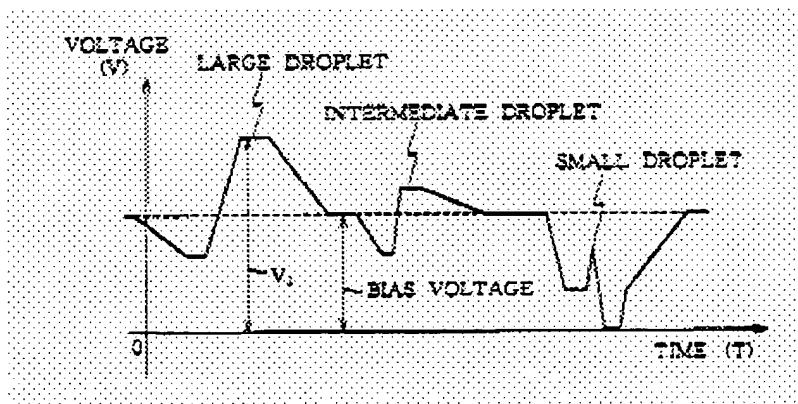 VOLTAGE
(V)
LARGE DROPLET
INTERMEDIATE DROPLET
SMALL DROPLET
BIAS VOLTAGE
0
TIME (T)